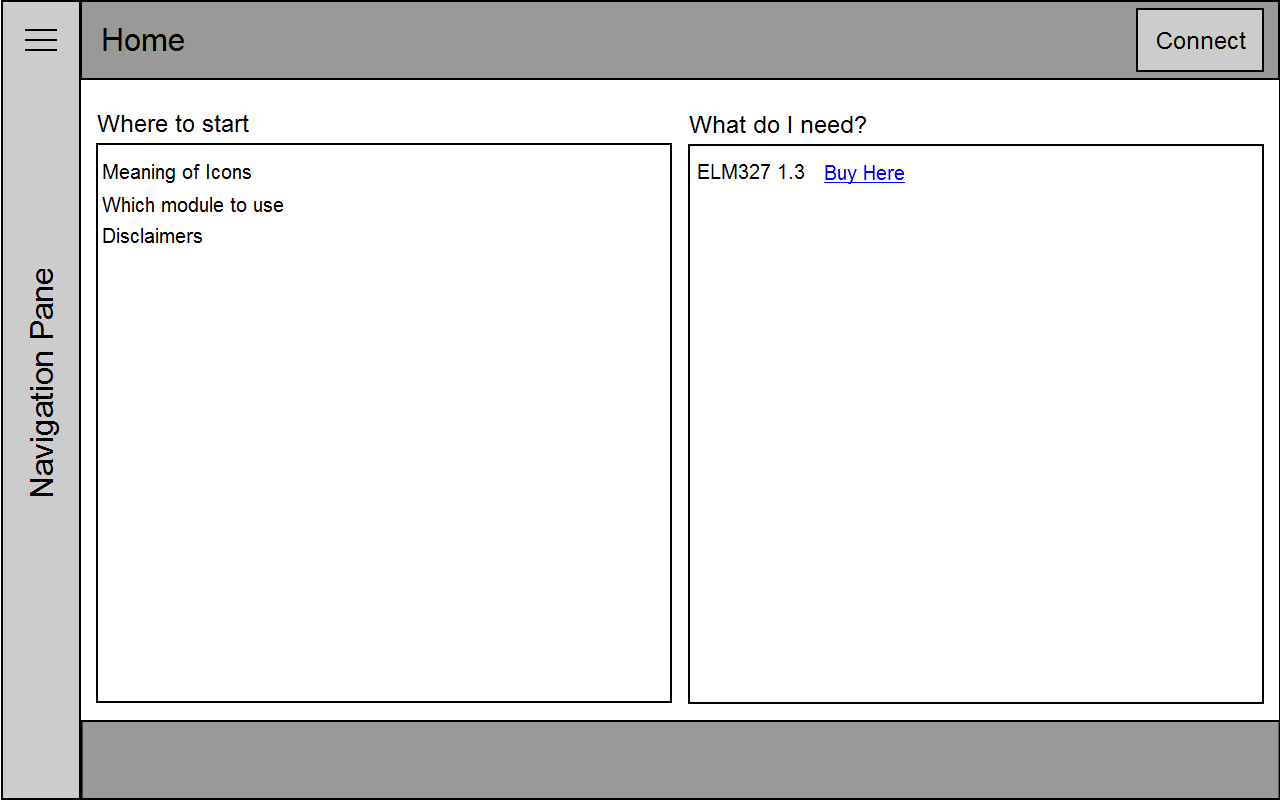 Home
Connect
Navigation Pane
Where to start
Meaning of Icons
Which module to use
Disclaimers
What do I need?
ELM327 1.3 Buy Here